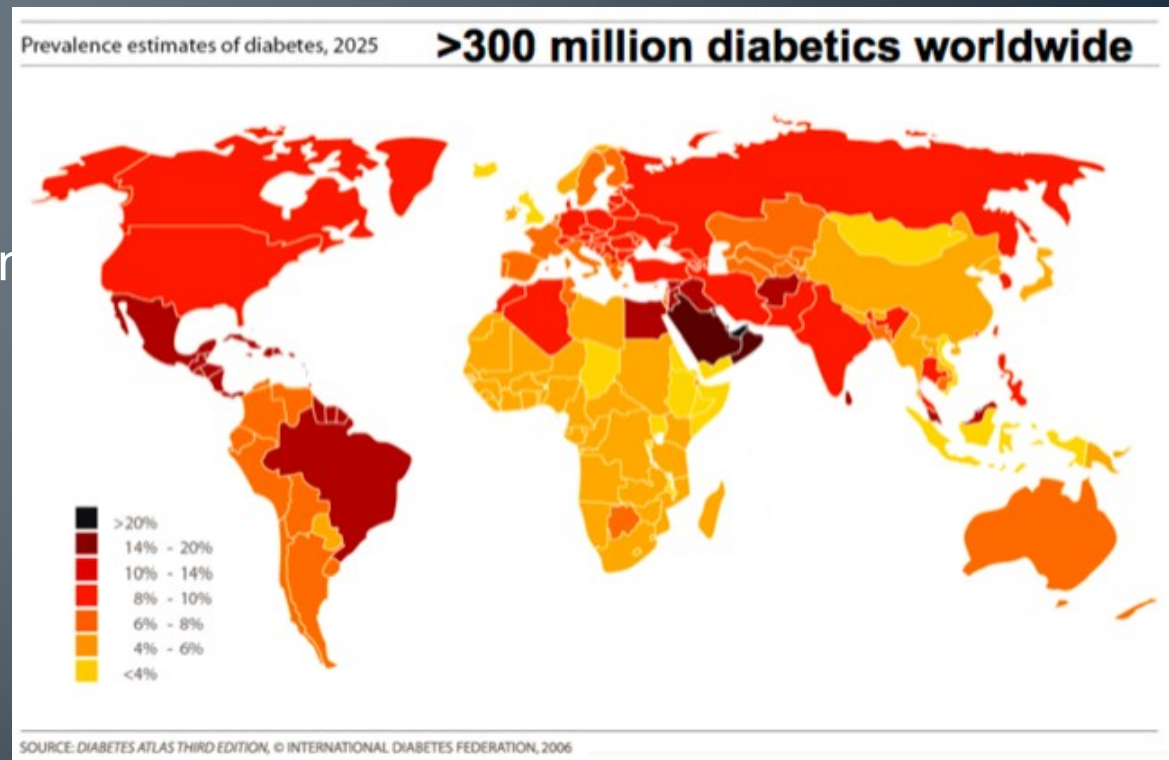 Prevalence estimates of diabetes, 2025
>300 million diabetics worldwide
>20%
14% - 20%
10% - 14%
8% - 10%
6% - 8%
4% - 6%
<4%
SOURCE: DIABETES ATLAS THIRD EDITION, © INTERNATIONAL DIABETES FEDERATION, 2006